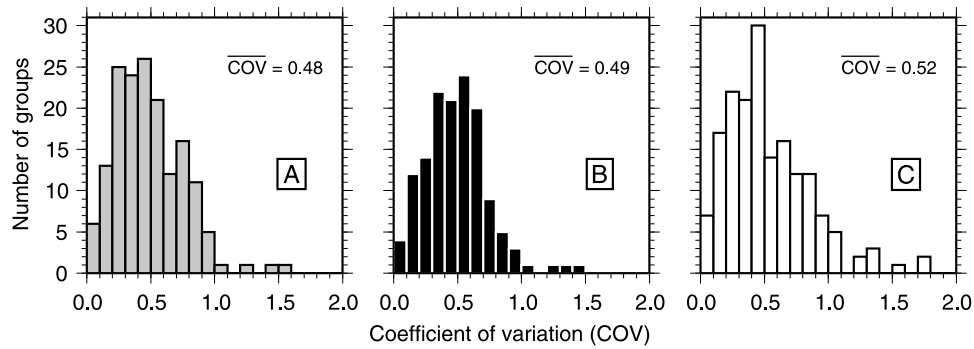 30
25
20
15
10
5
0
Number of groups
COV = 0.48
A
0.0 0.5 1.0 1.5 2.0
COV = 0.49
B
0.0 0.5 1.0 1.5 2.0
COV = 0.52
C
0.0 0.5 1.0 1.5 2.0
Coefficient of variation (COV)